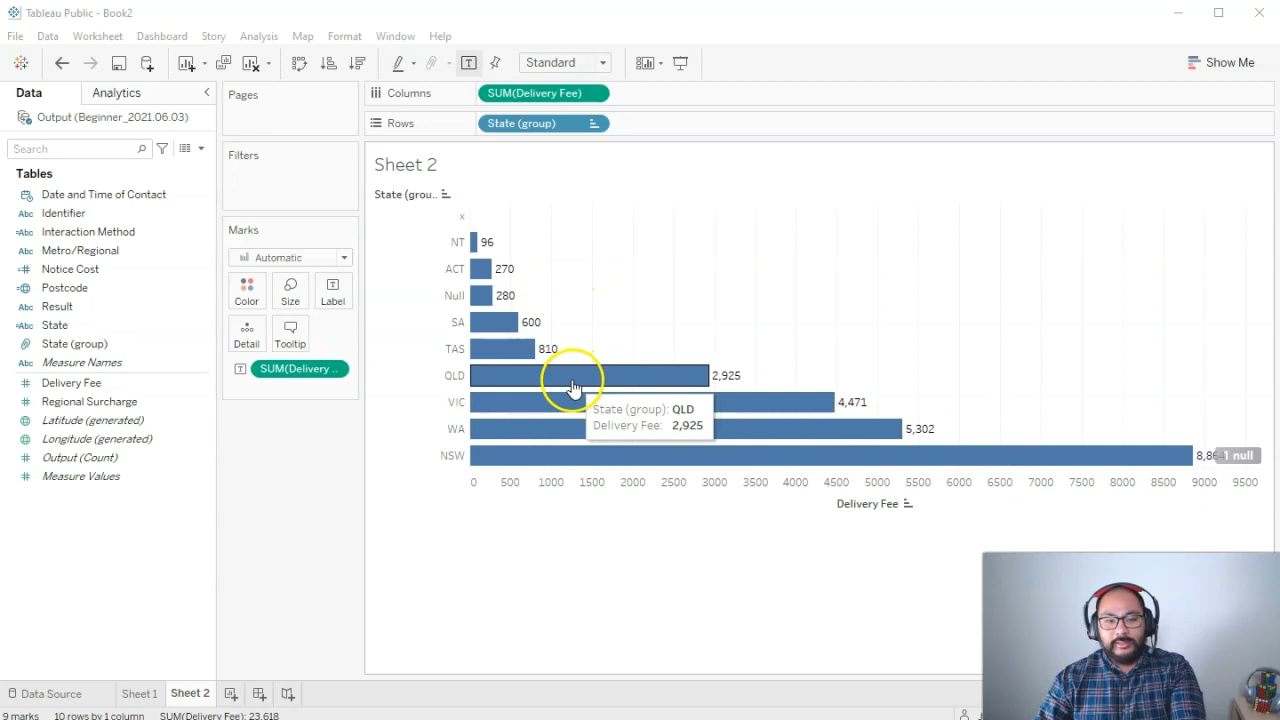 Tableau Public - Book2
File Data Worksheet Dashboard Story Analysis Map Format Window Help
Standard
Show Me
Data Analytics
Output (Beginner_2021.06.03)
Search
Tables
Date and Time of Contact
Abc Identifier
=Abc Interaction Method
Abc Metro/Regional
=# Notice Cost
Postcode
Abc Result
=Abc State
State (group)
Abc Measure Names
# Delivery Fee
# Regional Surcharge
Latitude (generated)
Longitude (generated)
# Output (Count)
# Measure Values
Pages
Filters
Marks
Automatic
Color Size Label
Detail Tooltip
SUM(Delivery ..
Columns SUM(Delivery Fee)
Rows State (group)
Sheet 2
State (grou..
x
NT 96
ACT 270
Null 280
SA 600
TAS 810
QLD 2,925
VIC 4,471
State (group): QLD
Delivery Fee: 2,925
WA 5,302
NSW 1 null
0 500 1000 1500 2000 2500 3000 3500 4000 4500 5000 5500 6000 6500 7000 7500 8000 8500 9000 9500
Delivery Fee
Data Source Sheet 1 Sheet 2
9 marks 10 rows by 1 column SUM(Delivery Fee): 23,618